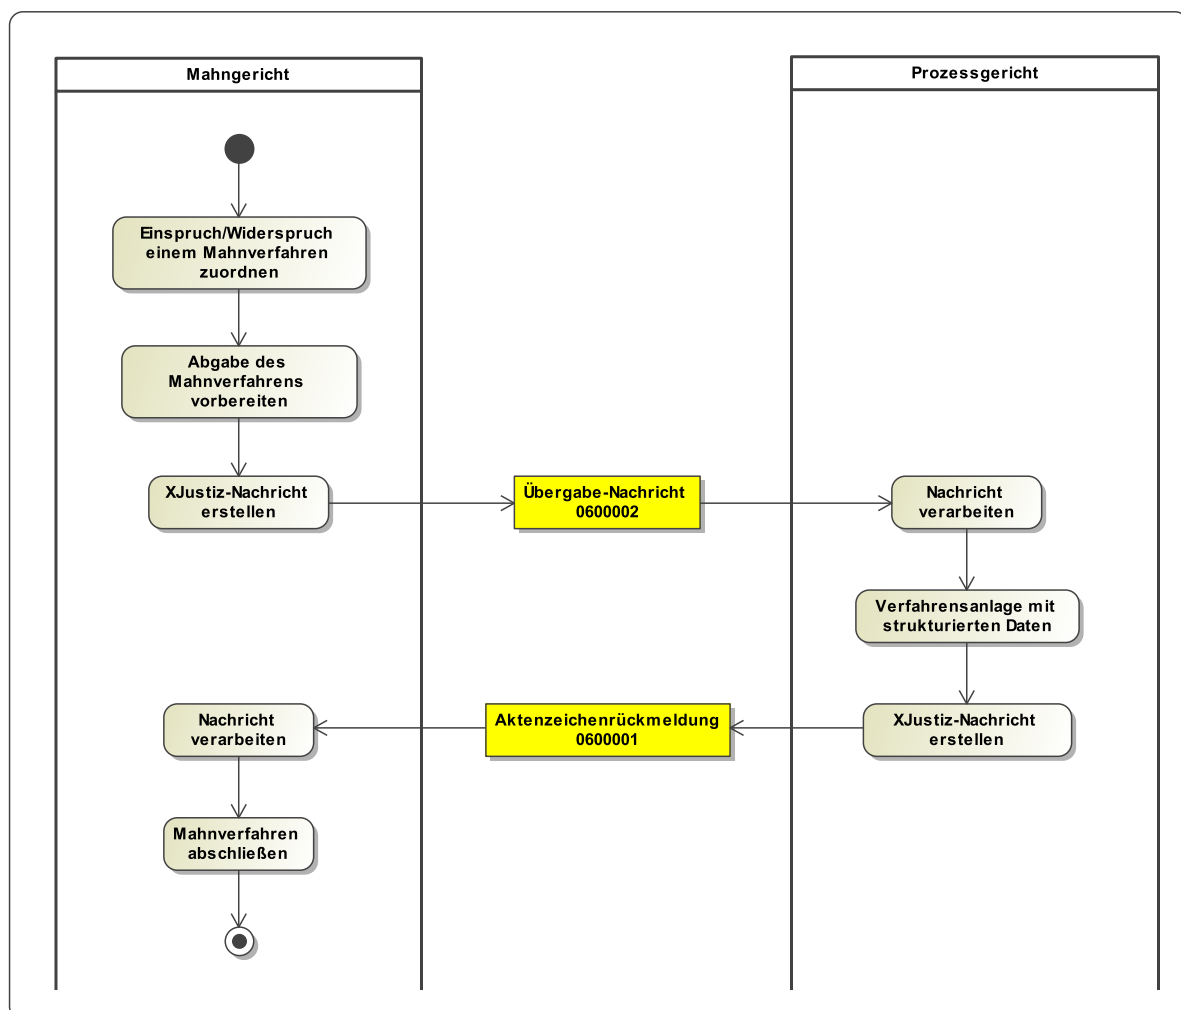 Mahngericht
Prozessgericht
Einspruch/Widerspruch
einem Mahnverfahren
zuordnen
Abgabe des
Mahnverfahrens
vorbereiten
XJustiz-Nachricht
erstellen
Übergabe-Nachricht
0600002
Nachricht
verarbeiten
Verfahrensanlage mit
strukturierten Daten
XJustiz-Nachricht
erstellen
Aktenzeichenrückmeldung
0600001
Nachricht
verarbeiten
Mahnverfahren
abschließen